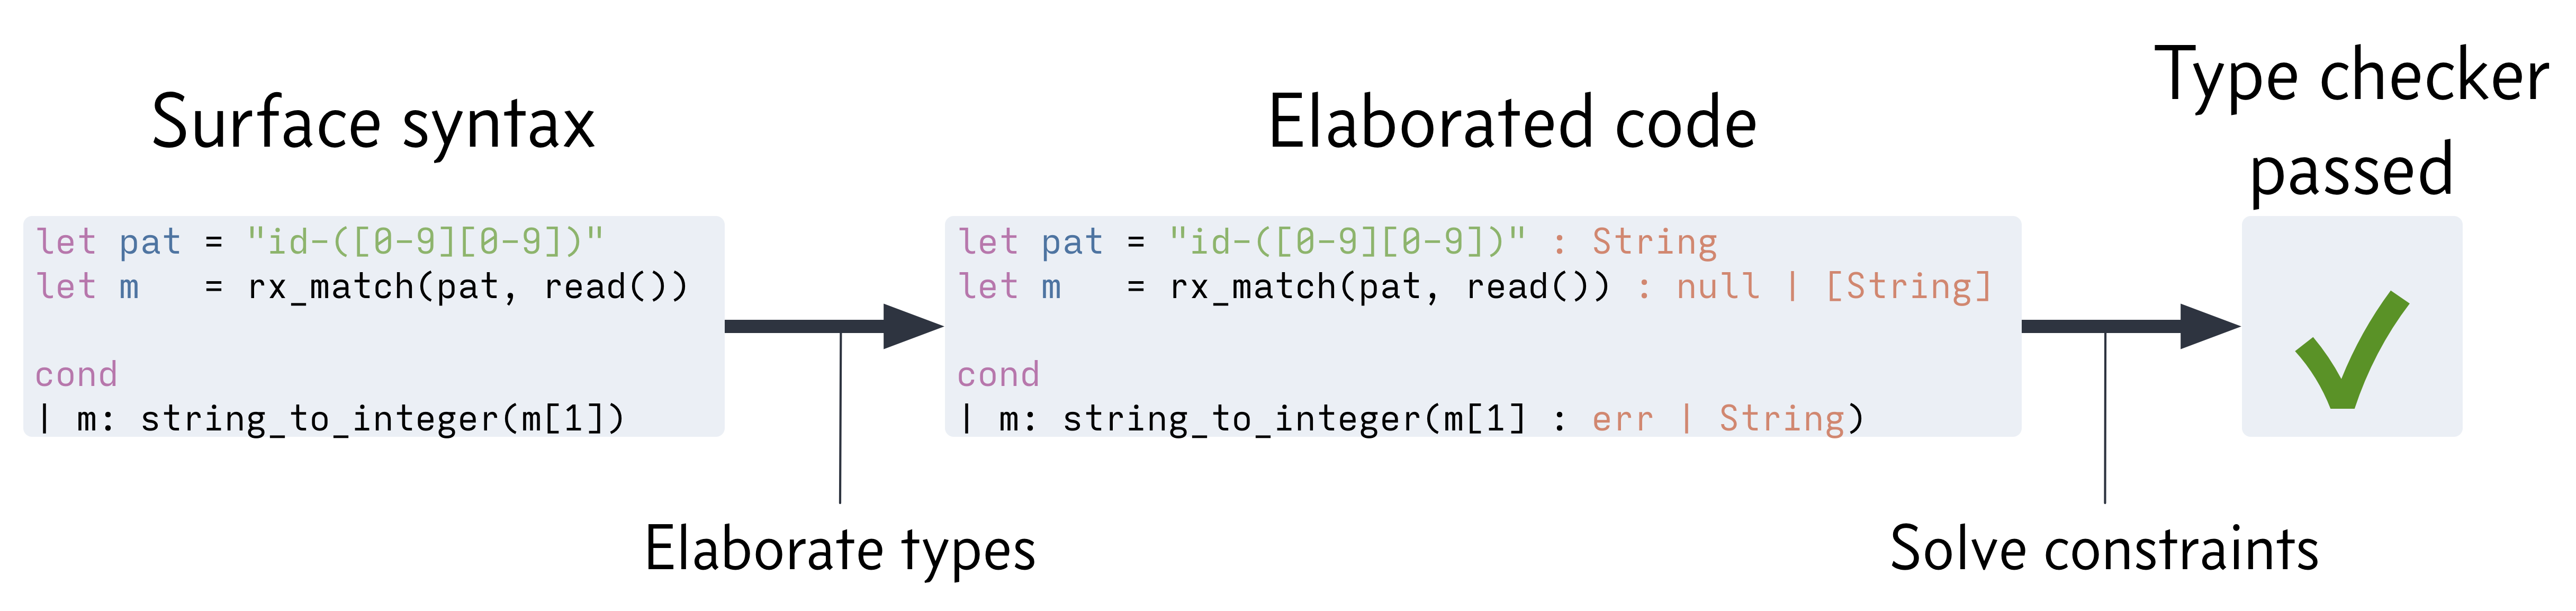 Surface syntax
let pat = "id-([0-9][0-9])"
let m   = rx_match(pat, read())
cond
| m: string_to_integer(m[1])
Elaborate types
Elaborated code
let pat = "id-([0-9][0-9])" : String
let m   = rx_match(pat, read()) : null | [String]
cond
| m: string_to_integer(m[1] : err | String)
Solve constraints
Type checker
passed